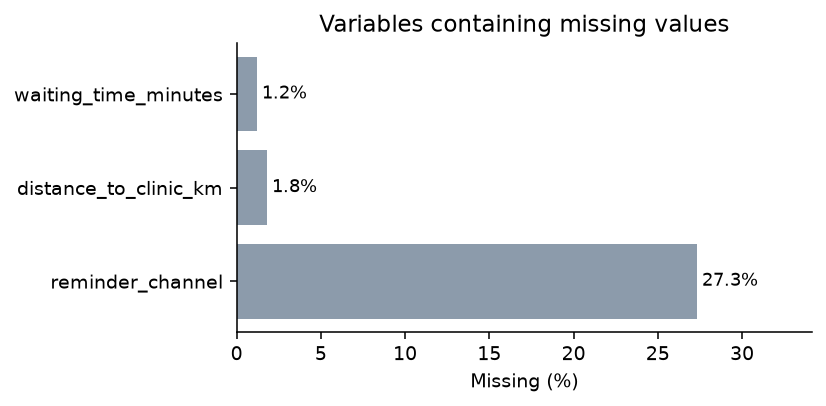 Variables containing missing values
waiting_time_minutes
1.2%
distance_to_clinic_km
1.8%
reminder_channel
27.3%
0 5 10 15 20 25 30
Missing (%)